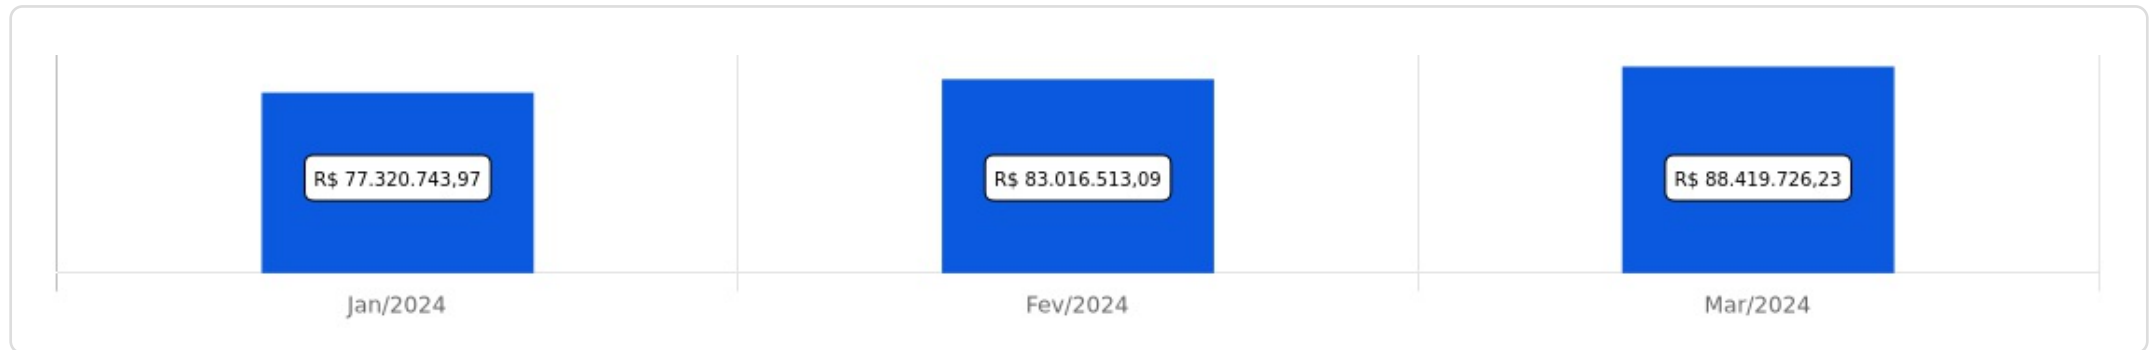 R$ 77.320.743,97
R$ 83.016.513,09
R$ 88.419.726,23
Jan/2024
Fev/2024
Mar/2024